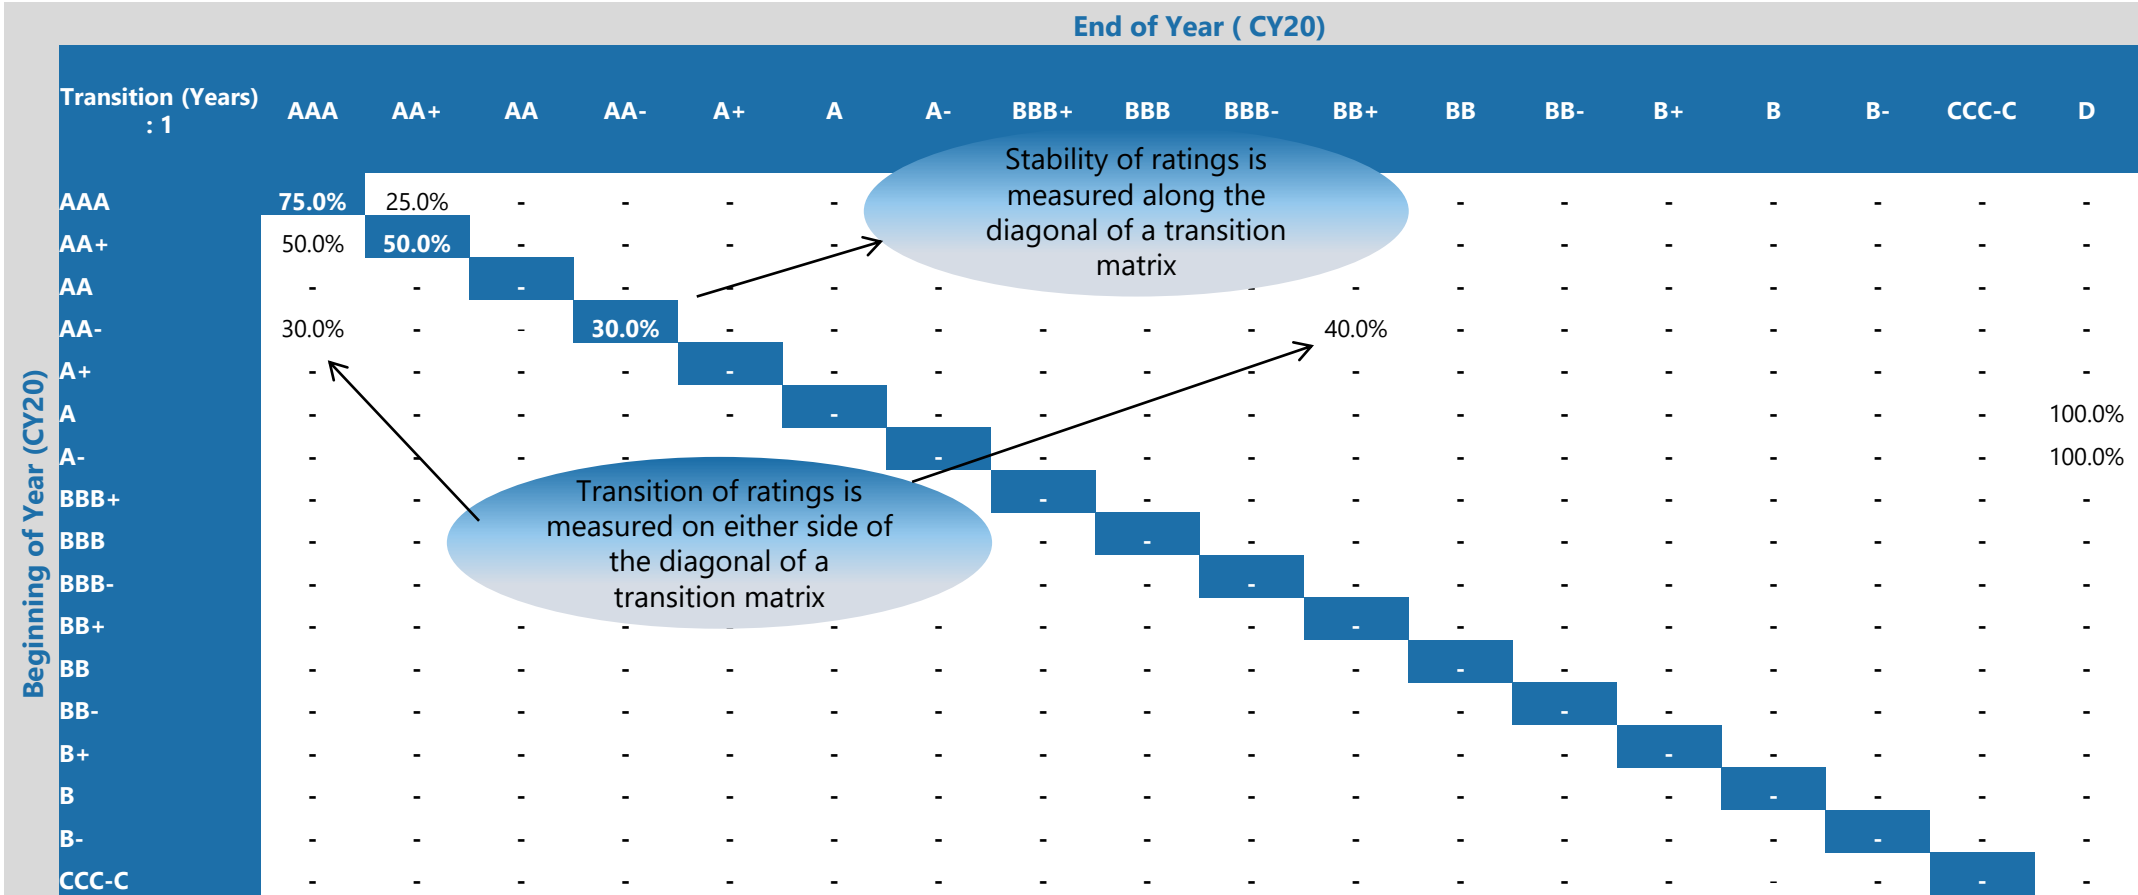 End of Year ( CY20)
Transition (Years) : 1 AAA AA+ AA AA- A+ A A- BBB+ BBB BBB- BB+ BB BB- B+ B B- CCC-C D
Stability of ratings is
measured along the
diagonal of a transition
matrix
Beginning of Year (CY20)
AAA 75.0% 25.0% - - - - - - - - - - -
AA+ 50.0% 50.0% - - - - - - - - - - -
AA - - - - - - - - - - - - - - - -
AA- 30.0% - - 30.0% - - - - - - 40.0% - - - - - - -
A+ - - - - - - - - - - - - - - - - - -
A - - - - - - - - - - - - - - - - - 100.0%
A- - - - - - - - - - - - - - - - 100.0%
BBB+ - - - - - - - - - - - - -
BBB - - - - - - - - - - - - -
BBB- - - - - - - - - - - - - -
Transition of ratings is
measured on either side of
the diagonal of a
transition matrix
BB+ - - - - - - - - - - - - - - - - - -
BB - - - - - - - - - - - - - - - - - -
BB- - - - - - - - - - - - - - - - - - -
B+ - - - - - - - - - - - - - - - - - -
B - - - - - - - - - - - - - - - - - -
B- - - - - - - - - - - - - - - - - - -
CCC-C - - - - - - - - - - - - - - - - - -